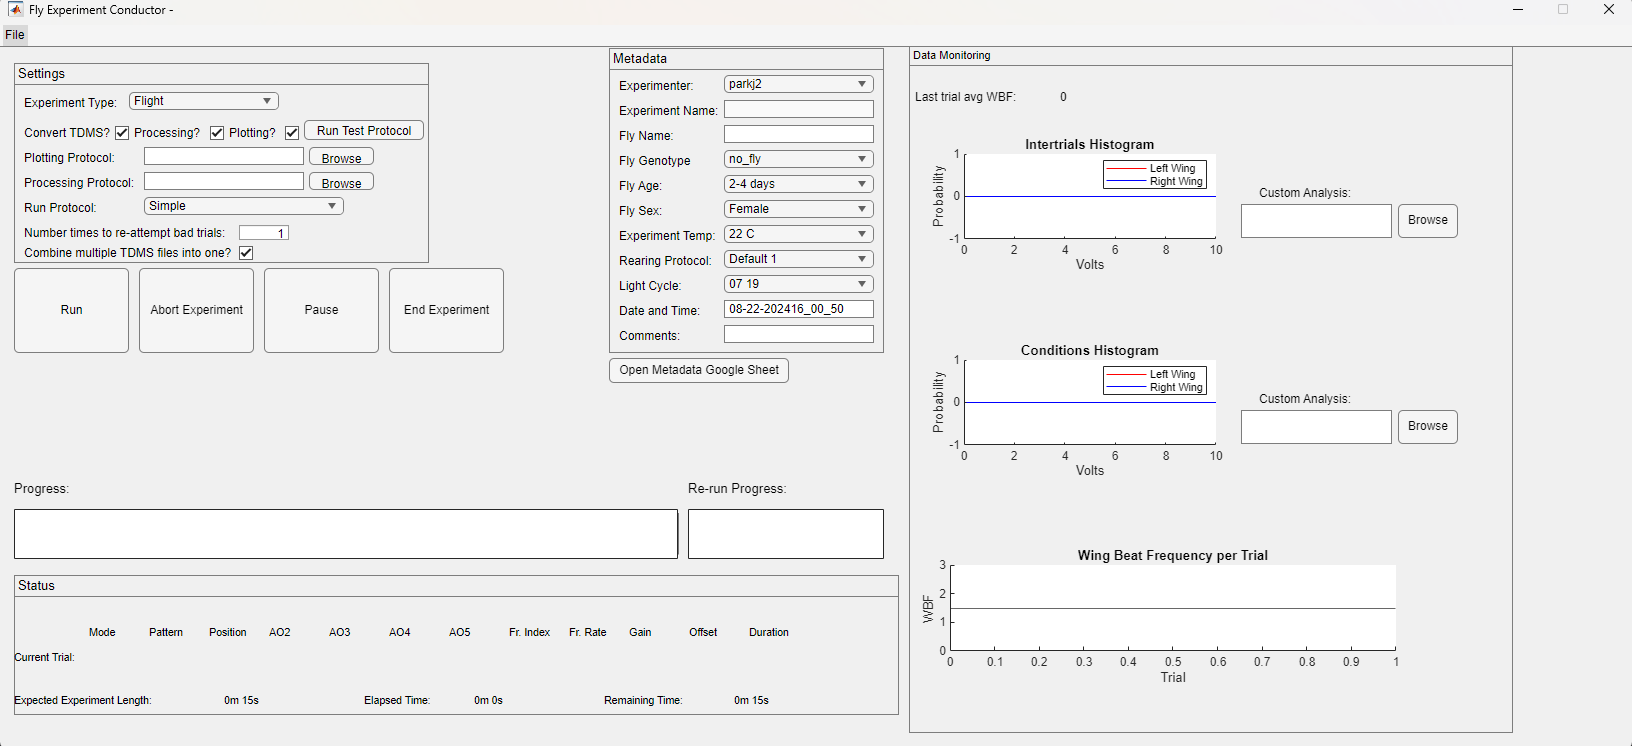 Fly Experiment Conductor -
File
Settings
Experiment Type: Flight
Convert TDMS? Processing? Plotting? Run Test Protocol
Plotting Protocol: Browse
Processing Protocol: Browse
Run Protocol: Simple
Number times to re-attempt bad trials: 1
Combine multiple TDMS files into one?
Run Abort Experiment Pause End Experiment
Metadata
Experimenter: parkj2
Experiment Name:
Fly Name:
Fly Genotype no_fly
Fly Age: 2-4 days
Fly Sex: Female
Experiment Temp: 22 C
Rearing Protocol: Default 1
Light Cycle: 07 19
Date and Time: 08-22-202416_00_50
Comments:
Open Metadata Google Sheet
Progress: Re-run Progress:
Status
Mode Pattern Position AO2 AO3 AO4 AO5 Fr. Index Fr. Rate Gain Offset Duration
Current Trial:
Expected Experiment Length: 0m 15s Elapsed Time: 0m 0s Remaining Time: 0m 15s
Data Monitoring
Last trial avg WBF: 0
Intertrials Histogram
1
0
-1
Probability
Left Wing
Right Wing
0 2 4 6 8 10
Volts
Custom Analysis:
Browse
Conditions Histogram
1
0
-1
Probability
Left Wing
Right Wing
0 2 4 6 8 10
Volts
Custom Analysis:
Browse
Wing Beat Frequency per Trial
3
2
1
0
WBF
0 0.1 0.2 0.3 0.4 0.5 0.6 0.7 0.8 0.9 1
Trial